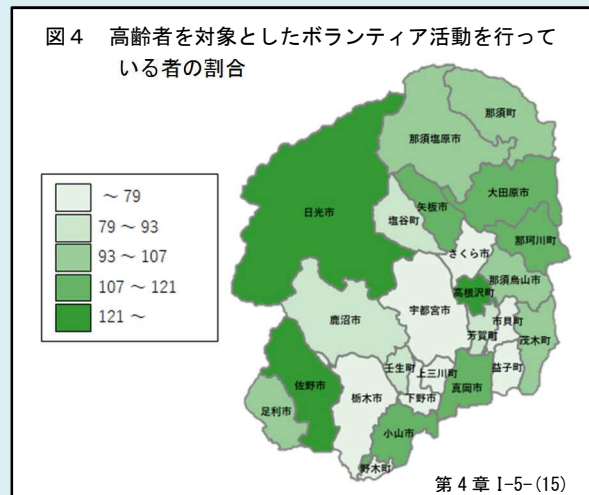 図4 高齢者を対象としたボランティア活動を行って
いる者の割合
～79
79～93
93～107
107～121
121～
那須町
那須塩原市
大田原市
日光市
矢板市
塩谷町
那珂川町
さくら市
那須烏山市
高根沢町
宇都宮市
鹿沼市
市貝町
芳賀町
茂木町
壬生町
上三川町
益子町
佐野市
栃木市
下野市
真岡市
足利市
小山市
野木町
第4章Ⅰ-5-(15)